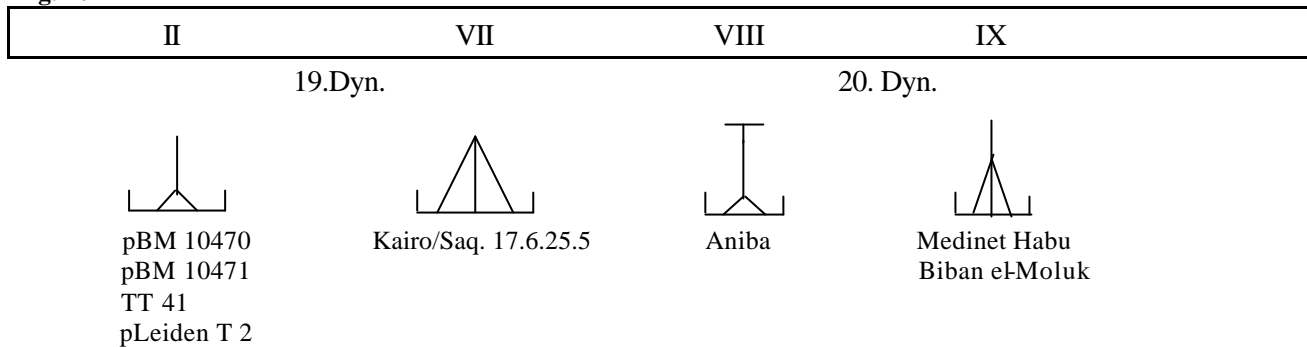 II VII VIII IX
19.Dyn. 20. Dyn.
pBM 10470 Kairo/Saq. 17.6.25.5 Aniba Medinet Habu
pBM 10471 Biban el-Moluk
TT 41
pLeiden T 2